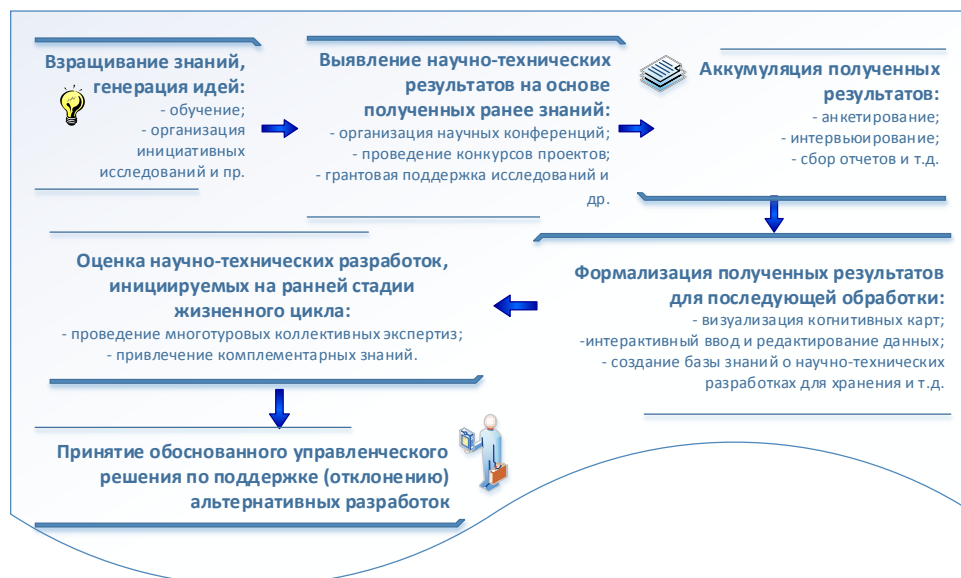 Взращивание знаний,
генерация идей:
- обучение;
- организация
инициативных
исследований и пр.
Выявление научно-технических
результатов на основе
полученных ранее знаний:
- организация научных конференций;
- проведение конкурсов проектов;
- грантовая поддержка исследований и
др.
Аккумуляция полученных
результатов:
- анкетирование;
- интервьюирование;
- сбор отчетов и т.д.
Формализация полученных результатов
для последующей обработки:
- визуализация когнитивных карт;
-интерактивный ввод и редактирование данных;
- создание базы знаний о научно-технических
разработках для хранения и т.д.
Оценка научно-технических разработок,
инициируемых на ранней стадии
жизненного цикла:
- проведение многотуровых коллективных экспертиз;
- привлечение комплементарных знаний.
Принятие обоснованного управленческого
решения по поддержке (отклонению)
альтернативных разработок